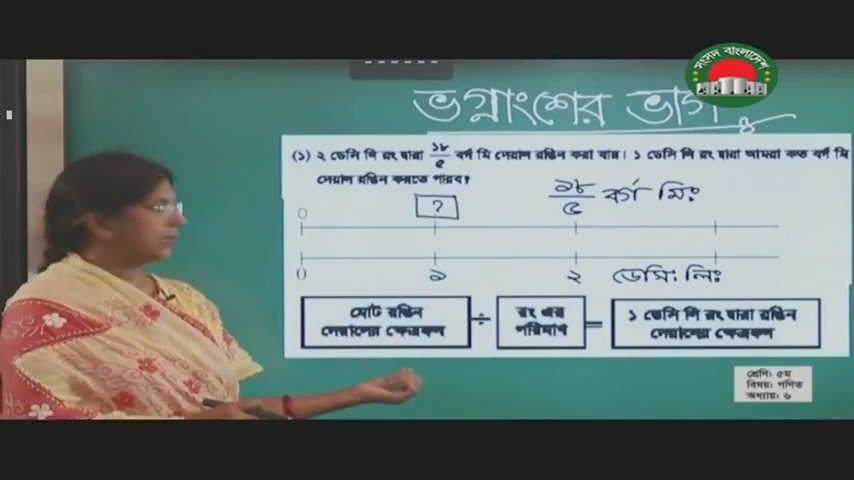 সংসদ বাংলাদেশ
ভগ্নাংশের ভাগ
(১) ২ ডেসি লি রং দ্বারা ১৮/৫ বর্গ মি দেয়াল রঙিন করা যায়। ১ ডেসি লি রং দ্বারা আমরা কত বর্গ মি
দেয়াল রঙিন করতে পারব?
০ ? ১৮/৫ বর্গ মিঃ
০ ১ ২ ডেসিঃ লিঃ
মোট রঙিন দেয়ালের ক্ষেত্রফল ÷ রং এর পরিমাণ = ১ ডেসি লি রং দ্বারা রঙিন দেয়ালের ক্ষেত্রফল
শ্রেণি: ৫ম
বিষয়: গণিত
অধ্যায়: ৬